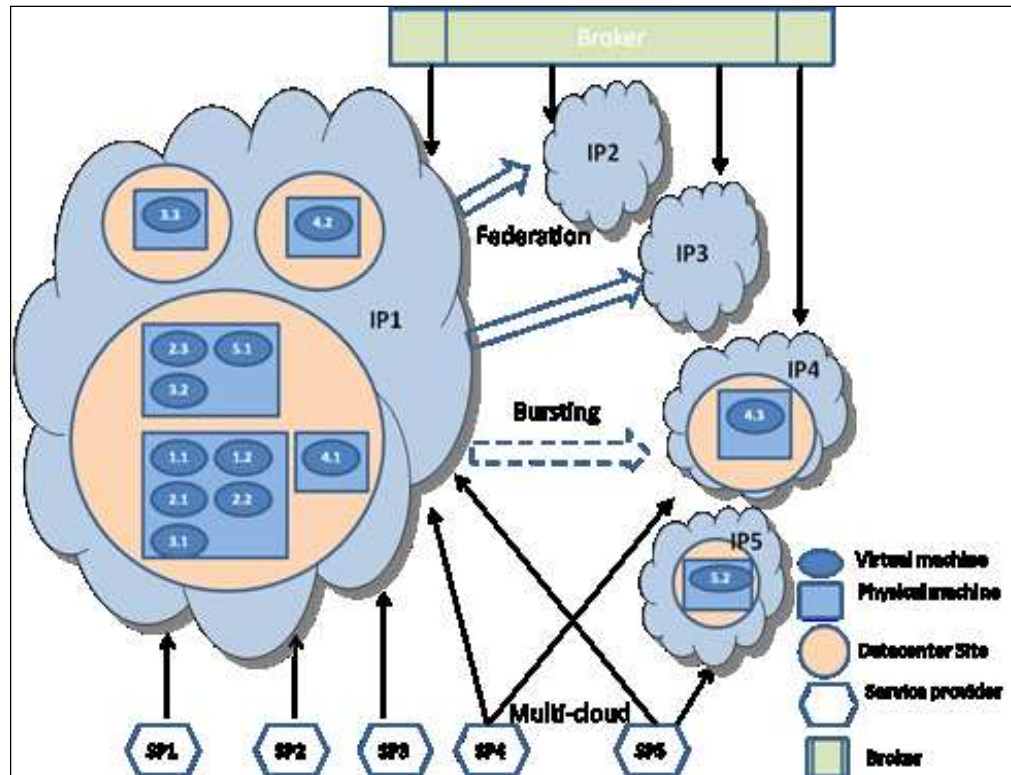 Broker
IP2
3.3
4.2
Federation
IP3
IP1
2.3
5.1
3.2
IP4
Bursting
4.3
1.1
1.2
4.1
2.1
2.2
3.1
IP5
5.2
Virtual machine
Physical machine
Datacenter Site
Service provider
Multi-cloud
SP1
SP2
SP3
SP4
SP5
Broker